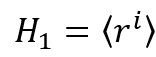 H₁ = ⟨rⁱ⟩